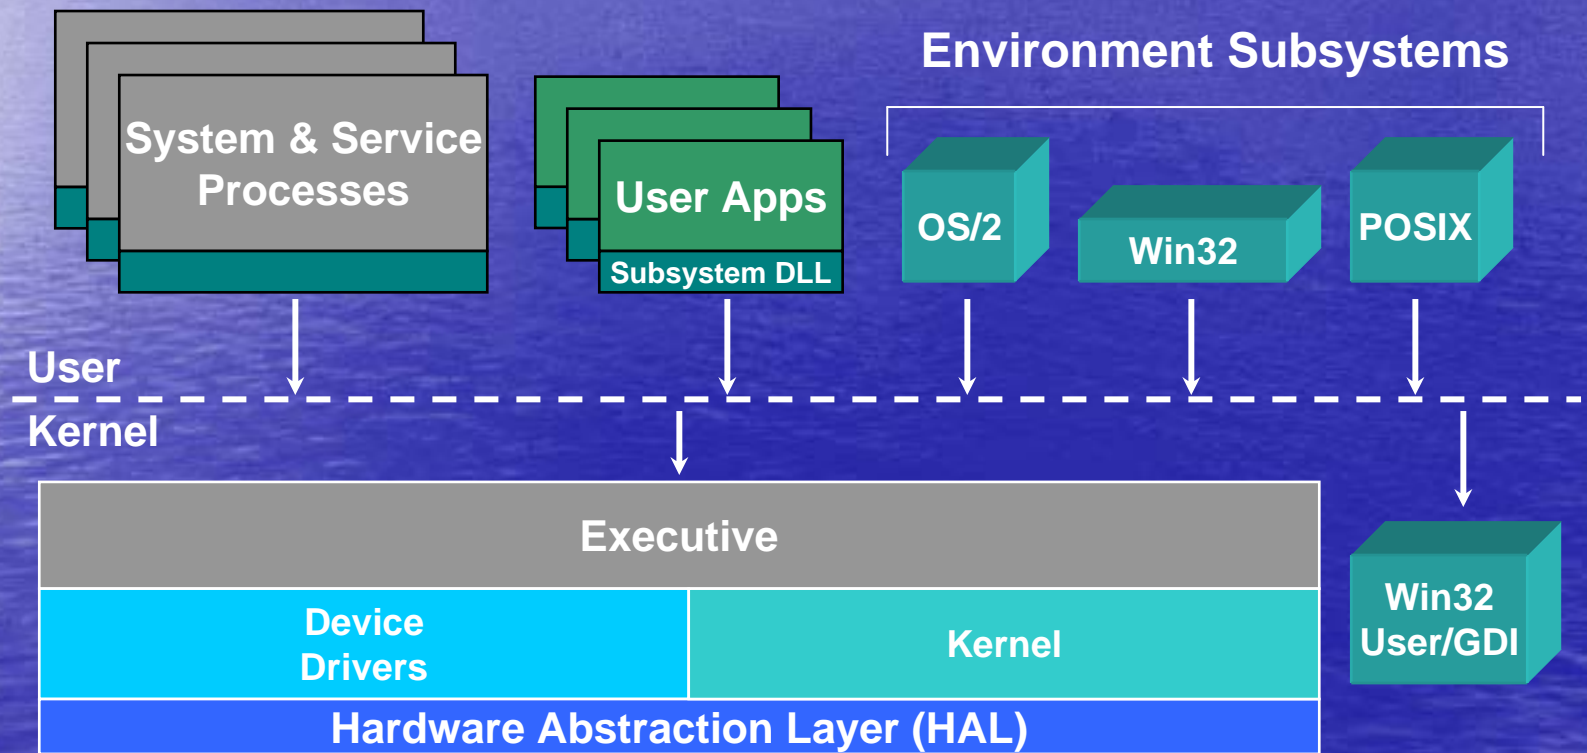 Environment Subsystems
System & Service
Processes
User Apps
Subsystem DLL
OS/2
Win32
POSIX
User
Kernel
Executive
Device
Drivers
Kernel
Win32
User/GDI
Hardware Abstraction Layer (HAL)